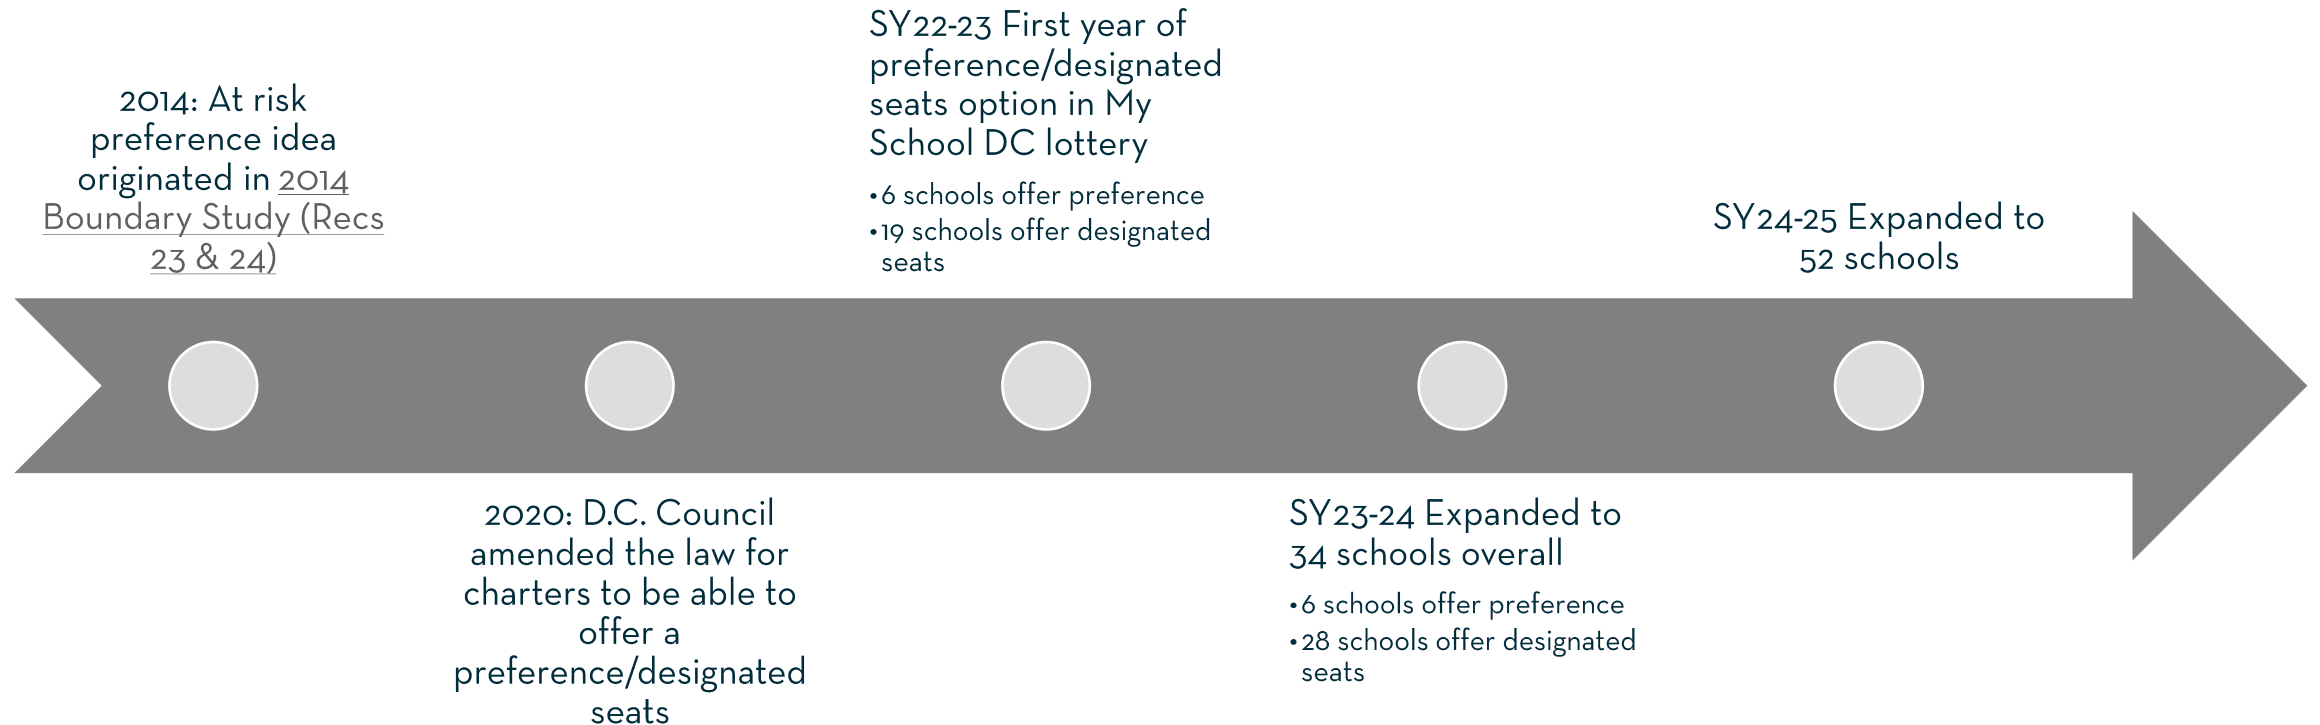 2014: At risk
preference idea
originated in 2014
Boundary Study (Recs
23 & 24)
2020: D.C. Council
amended the law for
charters to be able to
offer a
preference/designated
seats
SY22-23 First year of
preference/designated
seats option in My
School DC lottery
•6 schools offer preference
•19 schools offer designated
seats
SY23-24 Expanded to
34 schools overall
•6 schools offer preference
•28 schools offer designated
seats
SY24-25 Expanded to
52 schools